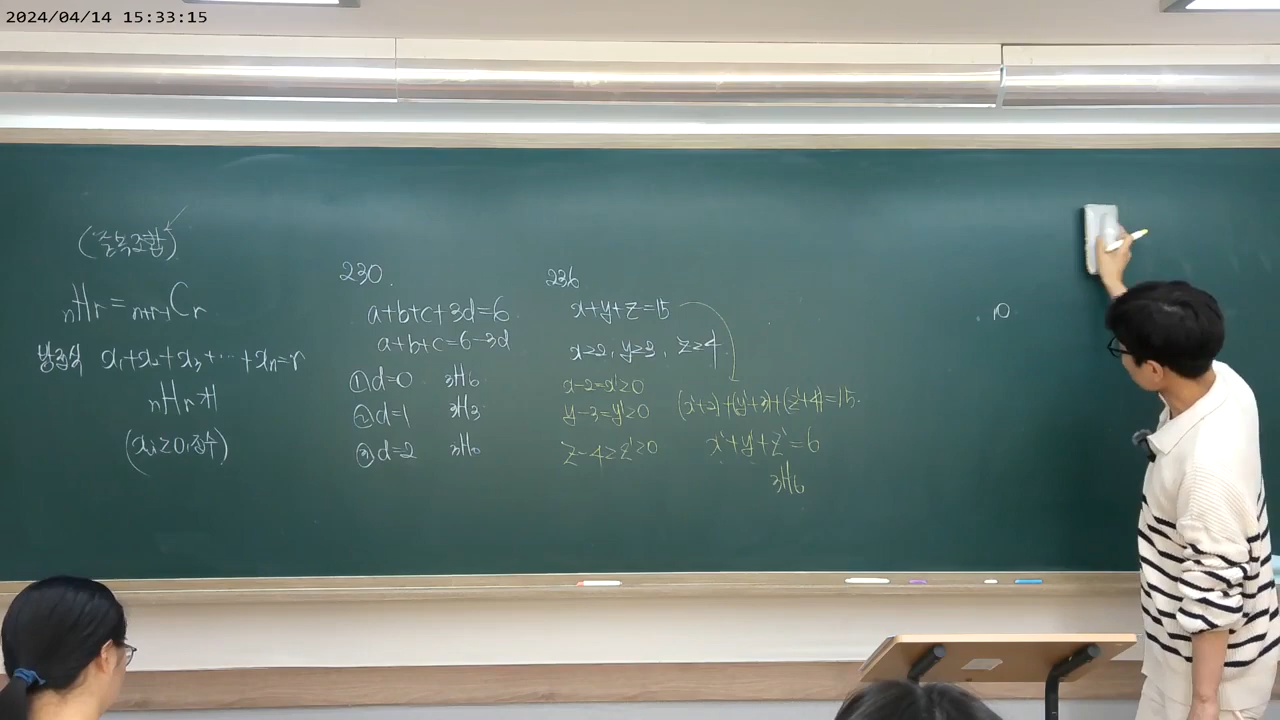 2024/04/14 15:33:15
(중복조합)
nHr = n+r-1Cr
방정식 x₁+x₂+x₃+⋯+xn=r
nHr개
(xᵢ≥0, 정수)
230.
a+b+c+3d=6
a+b+c=6-3d
① d=0 ₃H₆
② d=1 ₃H₃
③ d=2 ₃H₀
236
x+y+z=15
x≥2, y≥3, z≥4
x-2=x'≥0
y-3=y'≥0
z-4≥z'≥0
(x'+2)+(y'+3)+(z'+4)=15.
x'+y'+z'=6
₃H₆